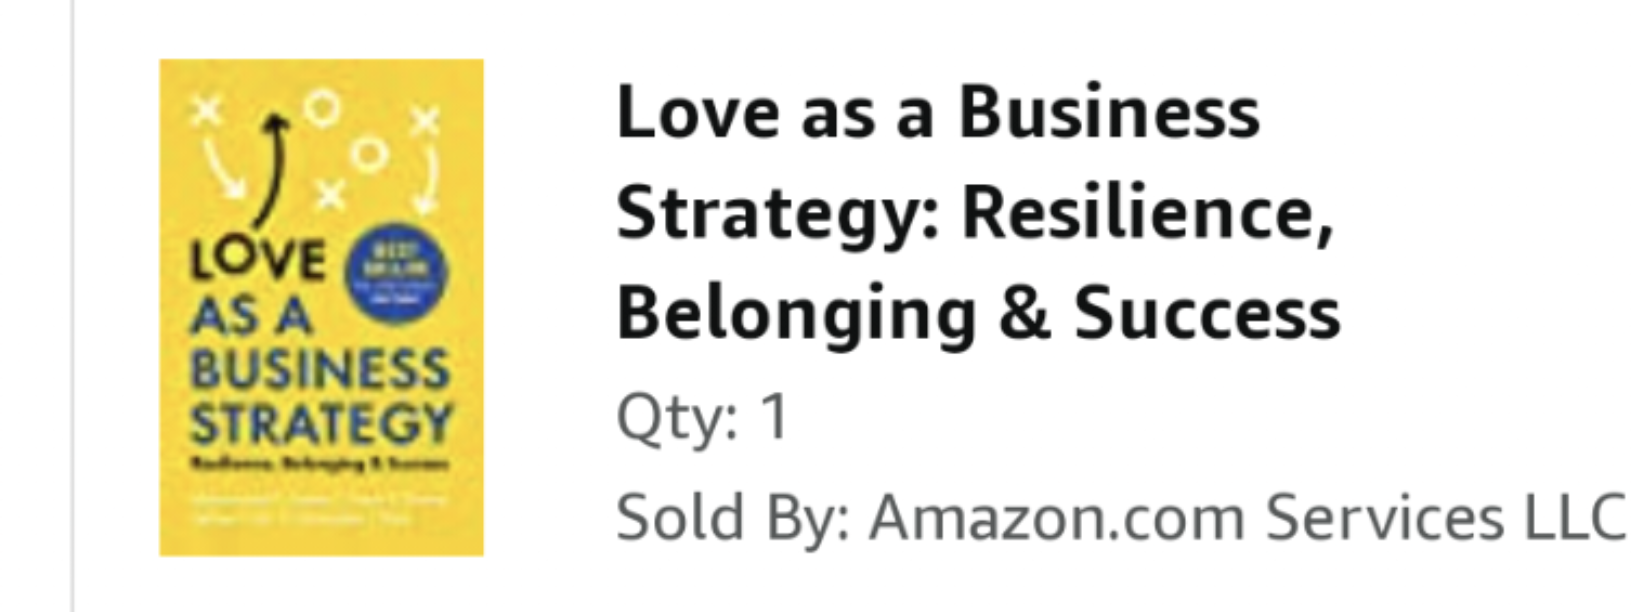 LOVE
AS A
BUSINESS
STRATEGY
Resilience, Belonging & Success
BEST
SELLER
Love as a Business
Strategy: Resilience,
Belonging & Success
Qty: 1
Sold By: Amazon.com Services LLC